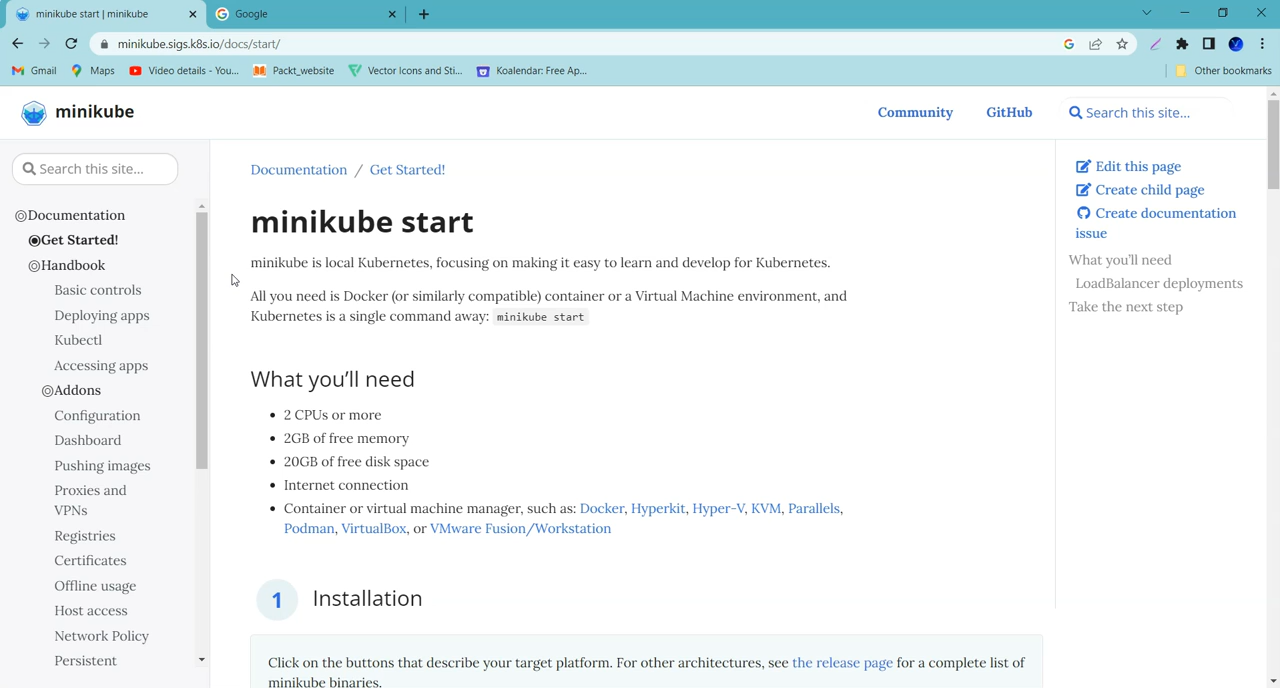 minikube start | minikube
Google
minikube.sigs.k8s.io/docs/start/
Gmail
Maps
Video details - You...
Packt_website
Vector Icons and Sti...
Koalendar: Free Ap...
Other bookmarks
minikube
Community
GitHub
Search this site...
Search this site...
Documentation
Get Started!
Handbook
Basic controls
Deploying apps
Kubectl
Accessing apps
Addons
Configuration
Dashboard
Pushing images
Proxies and
VPNs
Registries
Certificates
Offline usage
Host access
Network Policy
Persistent
Documentation / Get Started!
minikube start
minikube is local Kubernetes, focusing on making it easy to learn and develop for Kubernetes.
All you need is Docker (or similarly compatible) container or a Virtual Machine environment, and
Kubernetes is a single command away: minikube start
What you’ll need
• 2 CPUs or more
• 2GB of free memory
• 20GB of free disk space
• Internet connection
• Container or virtual machine manager, such as: Docker, Hyperkit, Hyper-V, KVM, Parallels,
Podman, VirtualBox, or VMware Fusion/Workstation
1 Installation
Click on the buttons that describe your target platform. For other architectures, see the release page for a complete list of
minikube binaries.
Edit this page
Create child page
Create documentation
issue
What you’ll need
LoadBalancer deployments
Take the next step